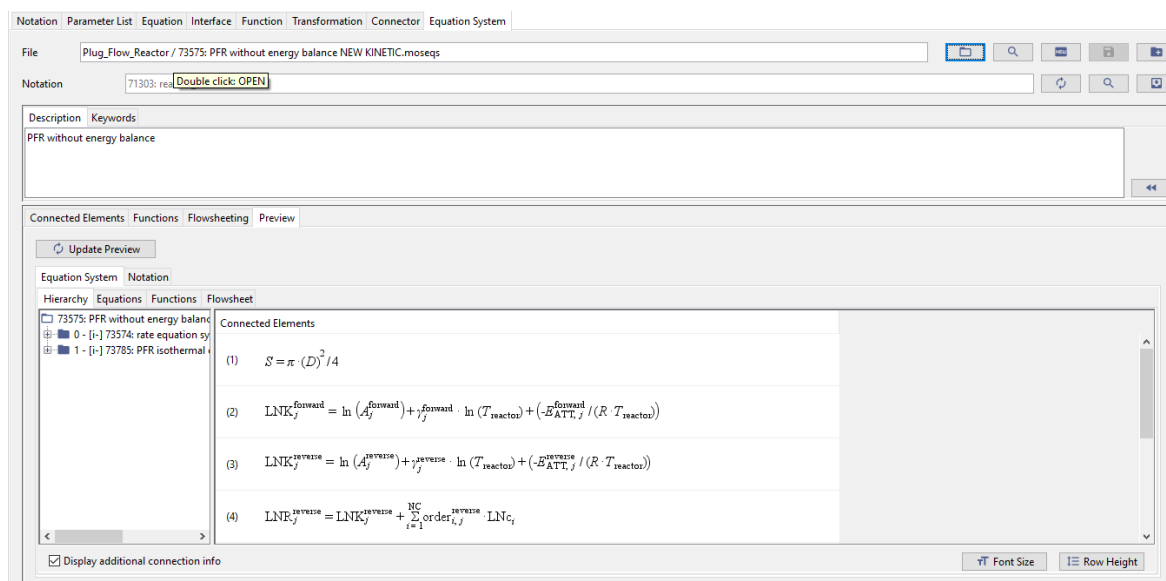 Notation Parameter List Equation Interface Function Transformation Connector Equation System
File Plug_Flow_Reactor / 73575: PFR without energy balance NEW KINETIC.moseqs
NEU
Notation 71303: rea
Double click: OPEN
Description Keywords
PFR without energy balance
Connected Elements Functions Flowsheeting Preview
Update Preview
Equation System Notation
Hierarchy Equations Functions Flowsheet
73575: PFR without energy balanc
0 - [i-] 73574: rate equation sy
1 - [i-] 73785: PFR isothermal
Connected Elements
(1) S = π · (D)^2 / 4
(2) LNK_j^forward = ln (A_j^forward) + γ_j^forward · ln (T_reactor) + (-E_ATT, j^forward / (R · T_reactor))
(3) LNK_j^reverse = ln (A_j^reverse) + γ_j^reverse · ln (T_reactor) + (-E_ATT, j^reverse / (R · T_reactor))
(4) LNR_j^reverse = LNK_j^reverse + Σ_{i=1}^{NC} order_{i, j}^reverse · LNc_i
Display additional connection info
Font Size Row Height